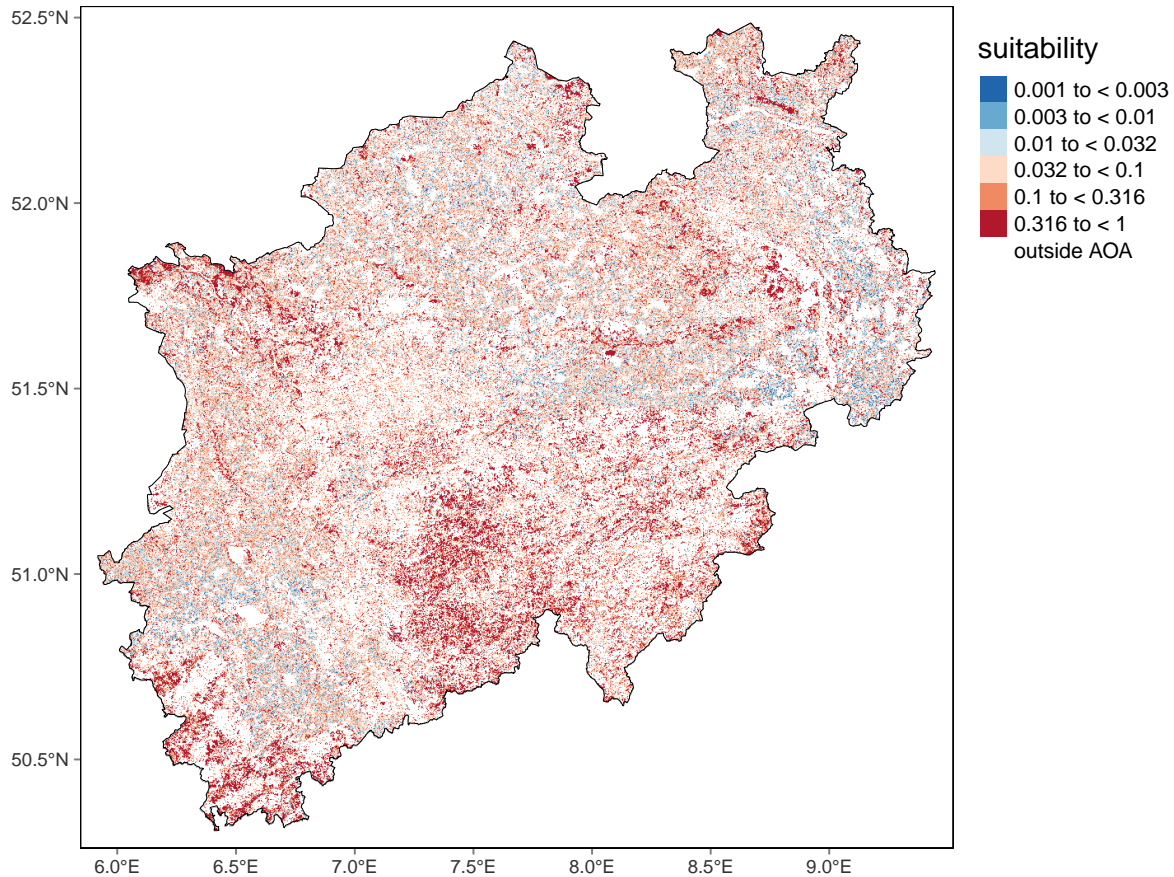 52.5°N
52.0°N
51.5°N
51.0°N
50.5°N
6.0°E 6.5°E 7.0°E 7.5°E 8.0°E 8.5°E 9.0°E
suitability
0.001 to < 0.003
0.003 to < 0.01
0.01 to < 0.032
0.032 to < 0.1
0.1 to < 0.316
0.316 to < 1
outside AOA